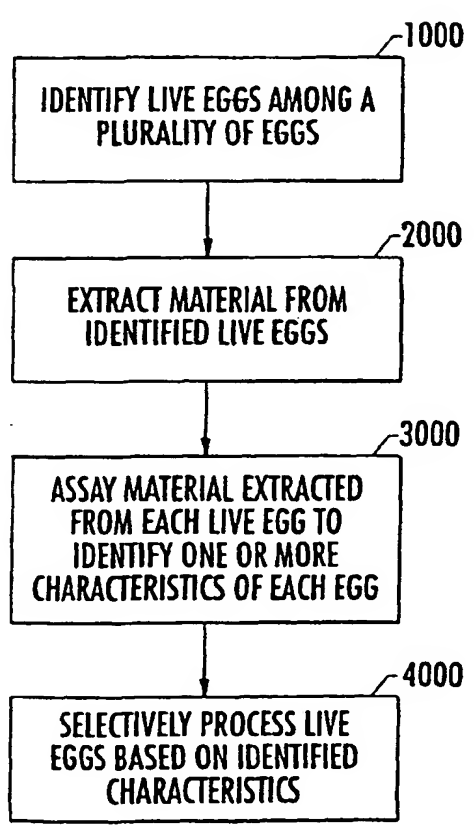 1000
IDENTIFY LIVE EGGS AMONG A
PLURALITY OF EGGS
2000
EXTRACT MATERIAL FROM
IDENTIFIED LIVE EGGS
3000
ASSAY MATERIAL EXTRACTED
FROM EACH LIVE EGG TO
IDENTIFY ONE OR MORE
CHARACTERISTICS OF EACH EGG
4000
SELECTIVELY PROCESS LIVE
EGGS BASED ON IDENTIFIED
CHARACTERISTICS